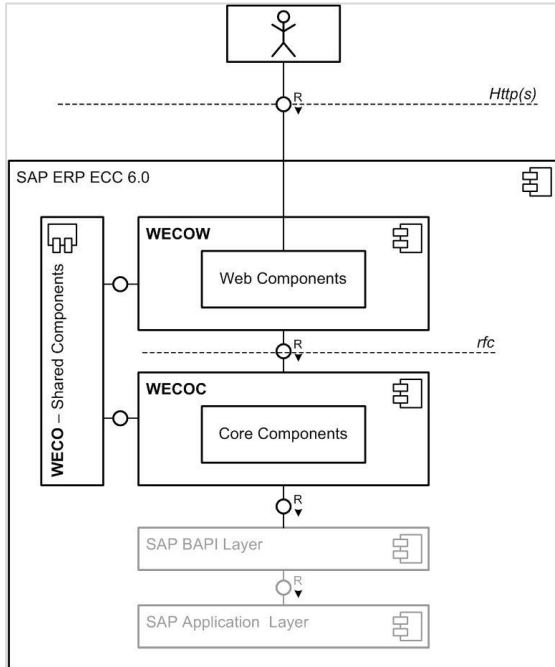 R
Http(s)
SAP ERP ECC 6.0
WECO – Shared Components
WECOW
Web Components
R
rfc
WECOC
Core Components
R
SAP BAPI Layer
R
SAP Application Layer